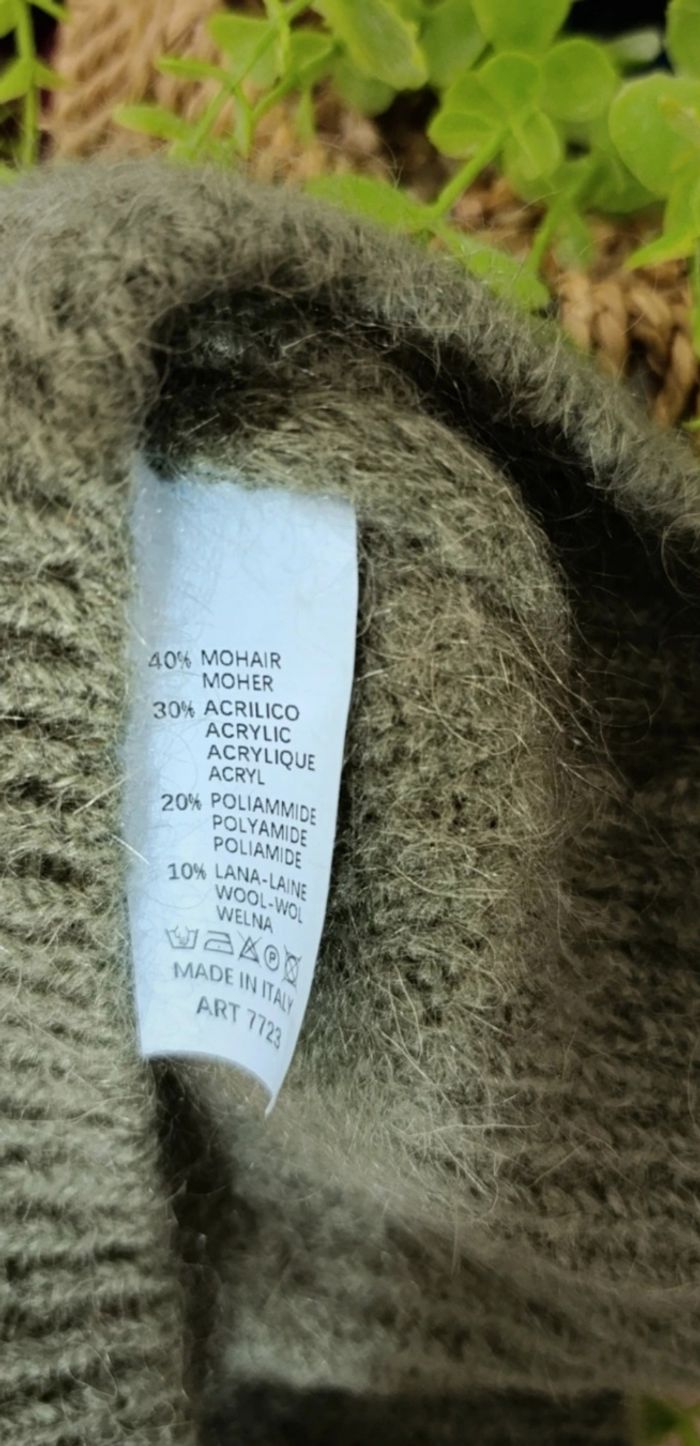 40% MOHAIR
MOHER
30% ACRILICO
ACRYLIC
ACRYLIQUE
ACRYL
20% POLIAMMIDE
POLYAMIDE
POLIAMIDE
10% LANA-LAINE
WOOL-WOL
WELNA
P
MADE IN ITALY
ART 7723